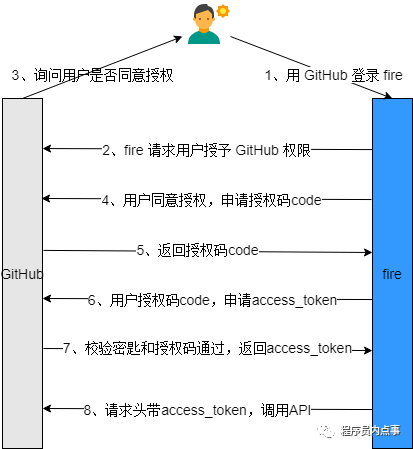 3、询问用户是否同意授权
1、用 GitHub 登录 fire
2、fire 请求用户授予 GitHub 权限
4、用户同意授权，申请授权码code
5、返回授权码code
GitHub
fire
6、用户授权码code，申请access_token
7、校验密匙和授权码通过，返回access_token
8、请求头带access_token，调用API
程序员内点事